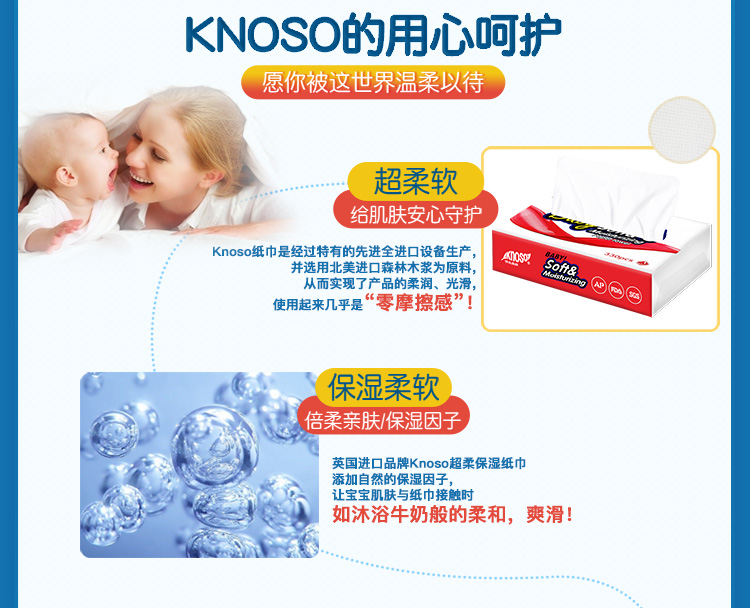 KNOSO的用心呵护
愿你被这世界温柔以待
超柔软
给肌肤安心守护
Knoso纸巾是经过特有的先进全进口设备生产，
并选用北美进口森林木浆为原料，
从而实现了产品的柔润、光滑，
使用起来几乎是“零摩擦感”！
KNOSO
BABY!
Soft&
Moisturizing
330pcs
AP
FDA
SGS
保湿柔软
倍柔亲肤/保湿因子
英国进口品牌Knoso超柔保湿纸巾
添加自然的保湿因子，
让宝宝肌肤与纸巾接触时
如沐浴牛奶般的柔和，爽滑！